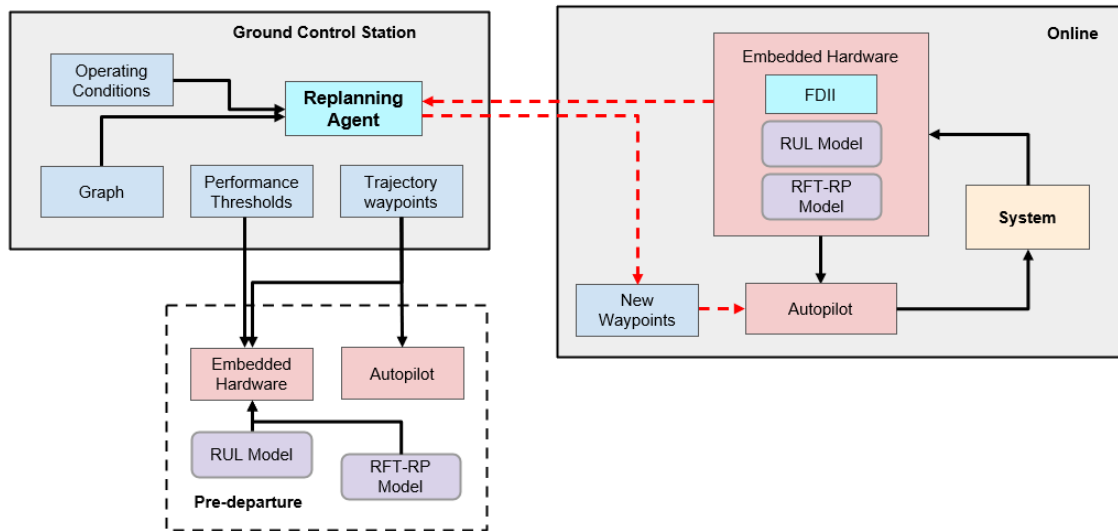 Ground Control Station
Operating
Conditions
Replanning
Agent
Graph
Performance
Thresholds
Trajectory
waypoints
Embedded
Hardware
Autopilot
RUL Model
RFT-RP
Model
Pre-departure
Online
Embedded Hardware
FDII
RUL Model
RFT-RP
Model
System
New
Waypoints
Autopilot